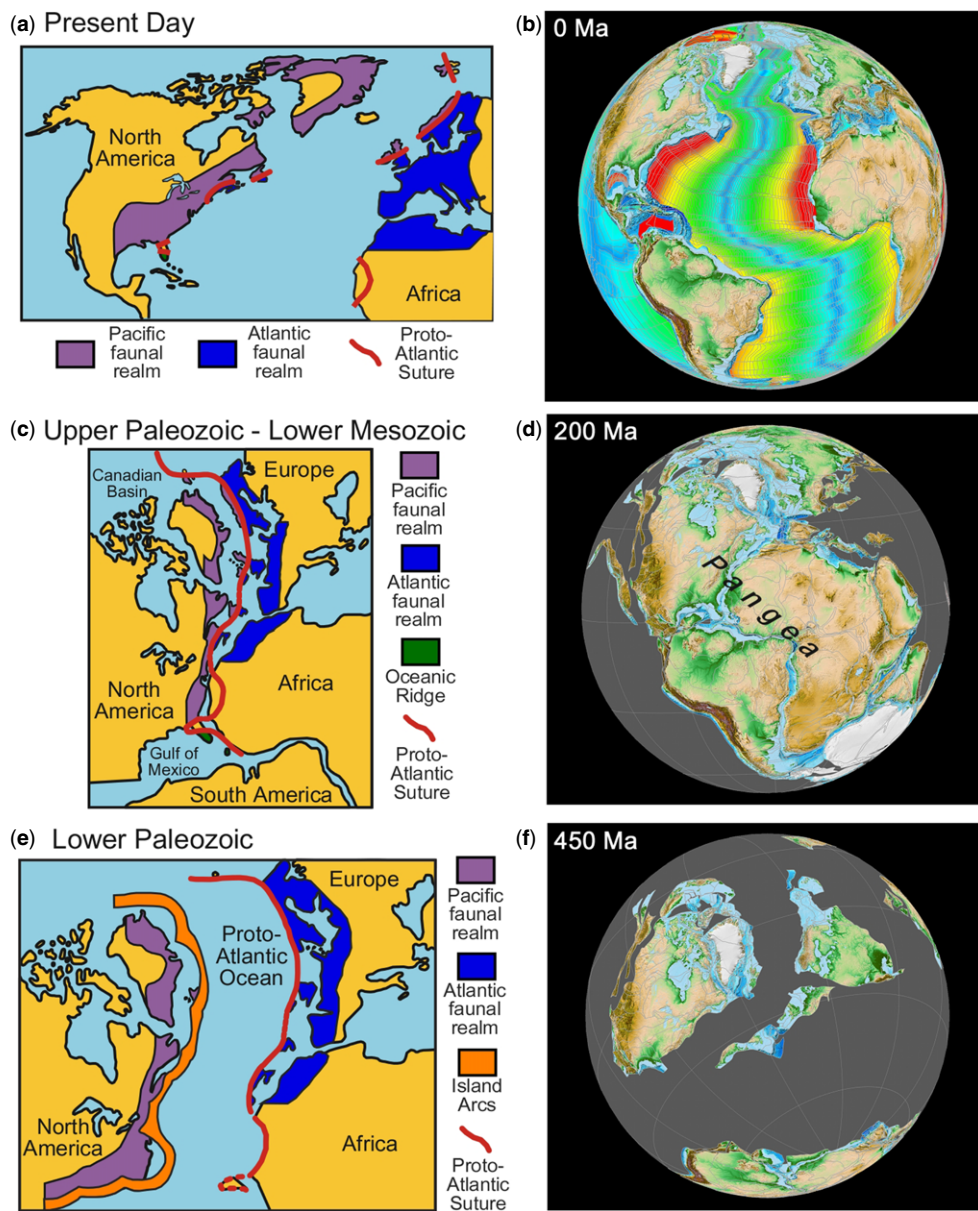 (a) Present Day
North
America
Africa
Pacific
faunal
realm
Atlantic
faunal
realm
Proto-
Atlantic
Suture
(b)
0 Ma
(c) Upper Paleozoic - Lower Mesozoic
Canadian
Basin
Europe
North
America
Africa
Gulf of
Mexico
South America
Pacific
faunal
realm
Atlantic
faunal
realm
Oceanic
Ridge
Proto-
Atlantic
Suture
(d)
200 Ma
Pangea
(e) Lower Paleozoic
Europe
Proto-
Atlantic
Ocean
North
America
Africa
Pacific
faunal
realm
Atlantic
faunal
realm
Island
Arcs
Proto-
Atlantic
Suture
(f)
450 Ma